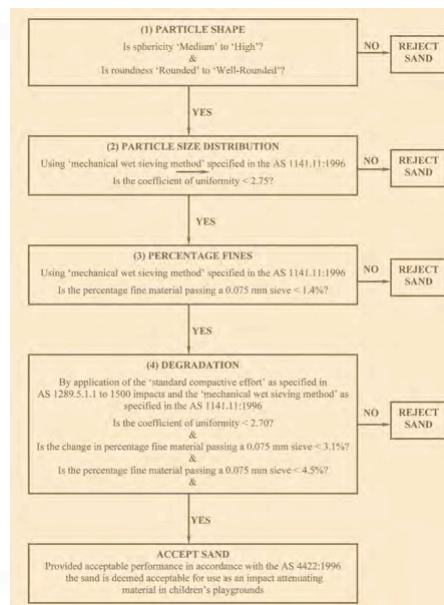 (1) PARTICLE SHAPE
Is sphericity 'Medium' to 'High'?
&
Is roundness 'Rounded' to 'Well-Rounded'?
NO
REJECT
SAND
YES
(2) PARTICLE SIZE DISTRIBUTION
Using 'mechanical wet sieving method' specified in the AS 1141.11:1996
Is the coefficient of uniformity < 2.75?
NO
REJECT
SAND
YES
(3) PERCENTAGE FINES
Using 'mechanical wet sieving method' specified in the AS 1141.11:1996
Is the percentage fine material passing a 0.075 mm sieve < 1.4%?
NO
REJECT
SAND
YES
(4) DEGRADATION
By application of the 'standard compactive effort' as specified in
AS 1289.5.1.1 to 1500 impacts and the 'mechanical wet sieving method' as
specified in the AS 1141.11:1996
Is the coefficient of uniformity < 2.70?
&
Is the change in percentage fine material passing a 0.075 mm sieve < 3.1%?
&
Is the percentage fine material passing a 0.075 mm sieve < 4.5%?
&
NO
REJECT
SAND
YES
ACCEPT SAND
Provided acceptable performance in accordance with the AS 4422:1996
the sand is deemed acceptable for use as an impact attenuating
material in children's playgrounds